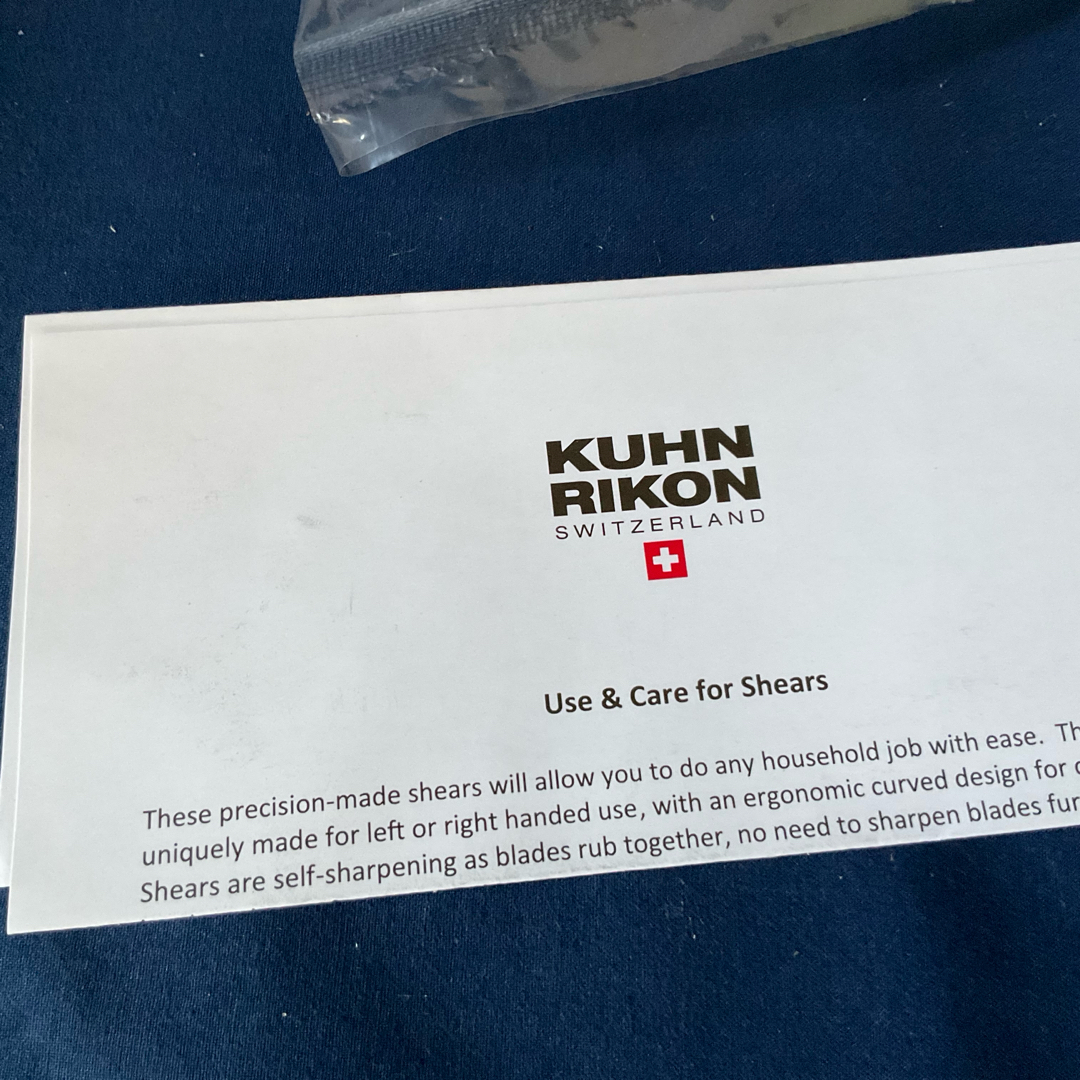 KUHN
RIKON
SWITZERLAND
Use & Care for Shears
These precision-made shears will allow you to do any household job with ease.
uniquely made for left or right handed use, with an ergonomic curved design for
Shears are self-sharpening as blades rub together, no need to sharpen blades